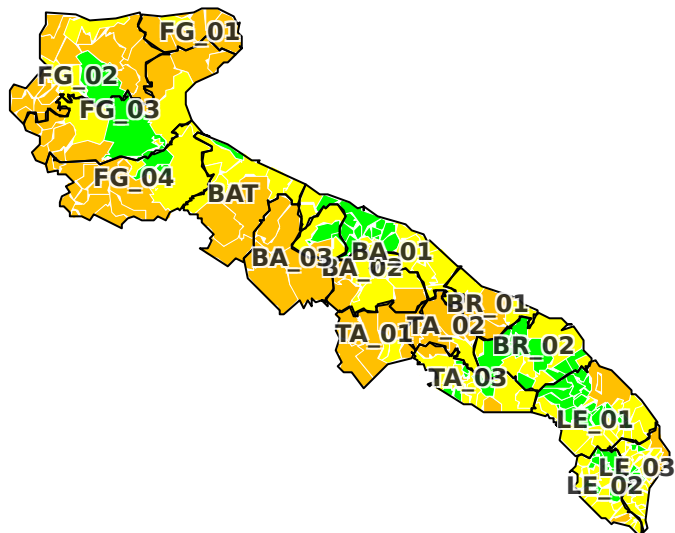 FG_01
FG_02
FG_03
FG_04
BAT
BA_01
BA_03
BA_02
BR_01
TA_02
TA_01
BR_02
TA_03
LE_01
LE_03
LE_02